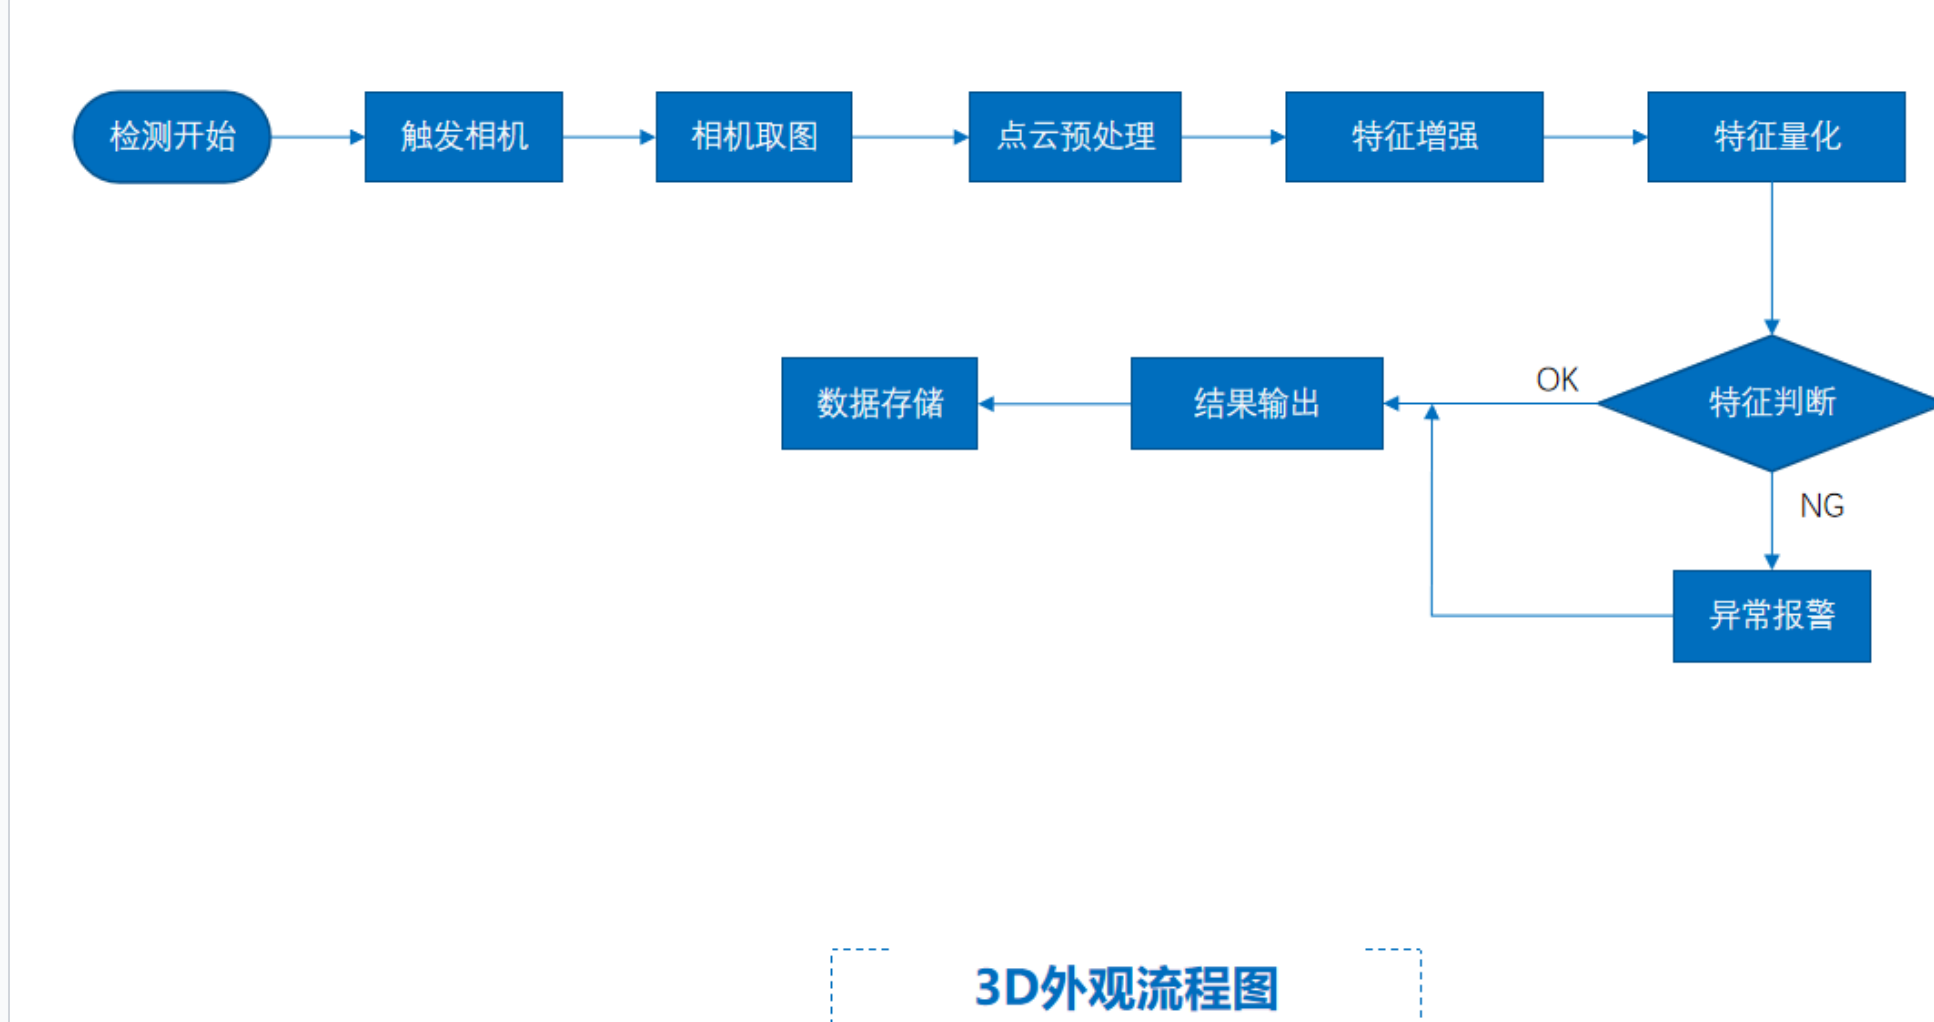 检测开始
触发相机
相机取图
点云预处理
特征增强
特征量化
特征判断
OK
结果输出
数据存储
NG
异常报警
3D外观流程图